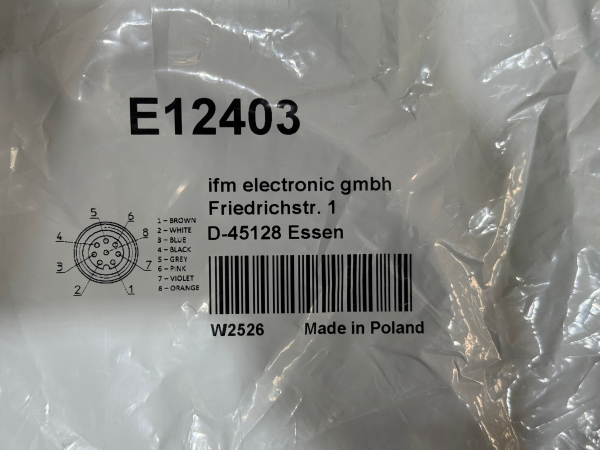 E12403
ifm electronic gmbh
Friedrichstr. 1
D-45128 Essen
5
6
4
8
3
7
2
1
1 - BROWN
2 - WHITE
3 - BLUE
4 - BLACK
5 - GREY
6 - PINK
7 - VIOLET
8 - ORANGE
W2526 Made in Poland